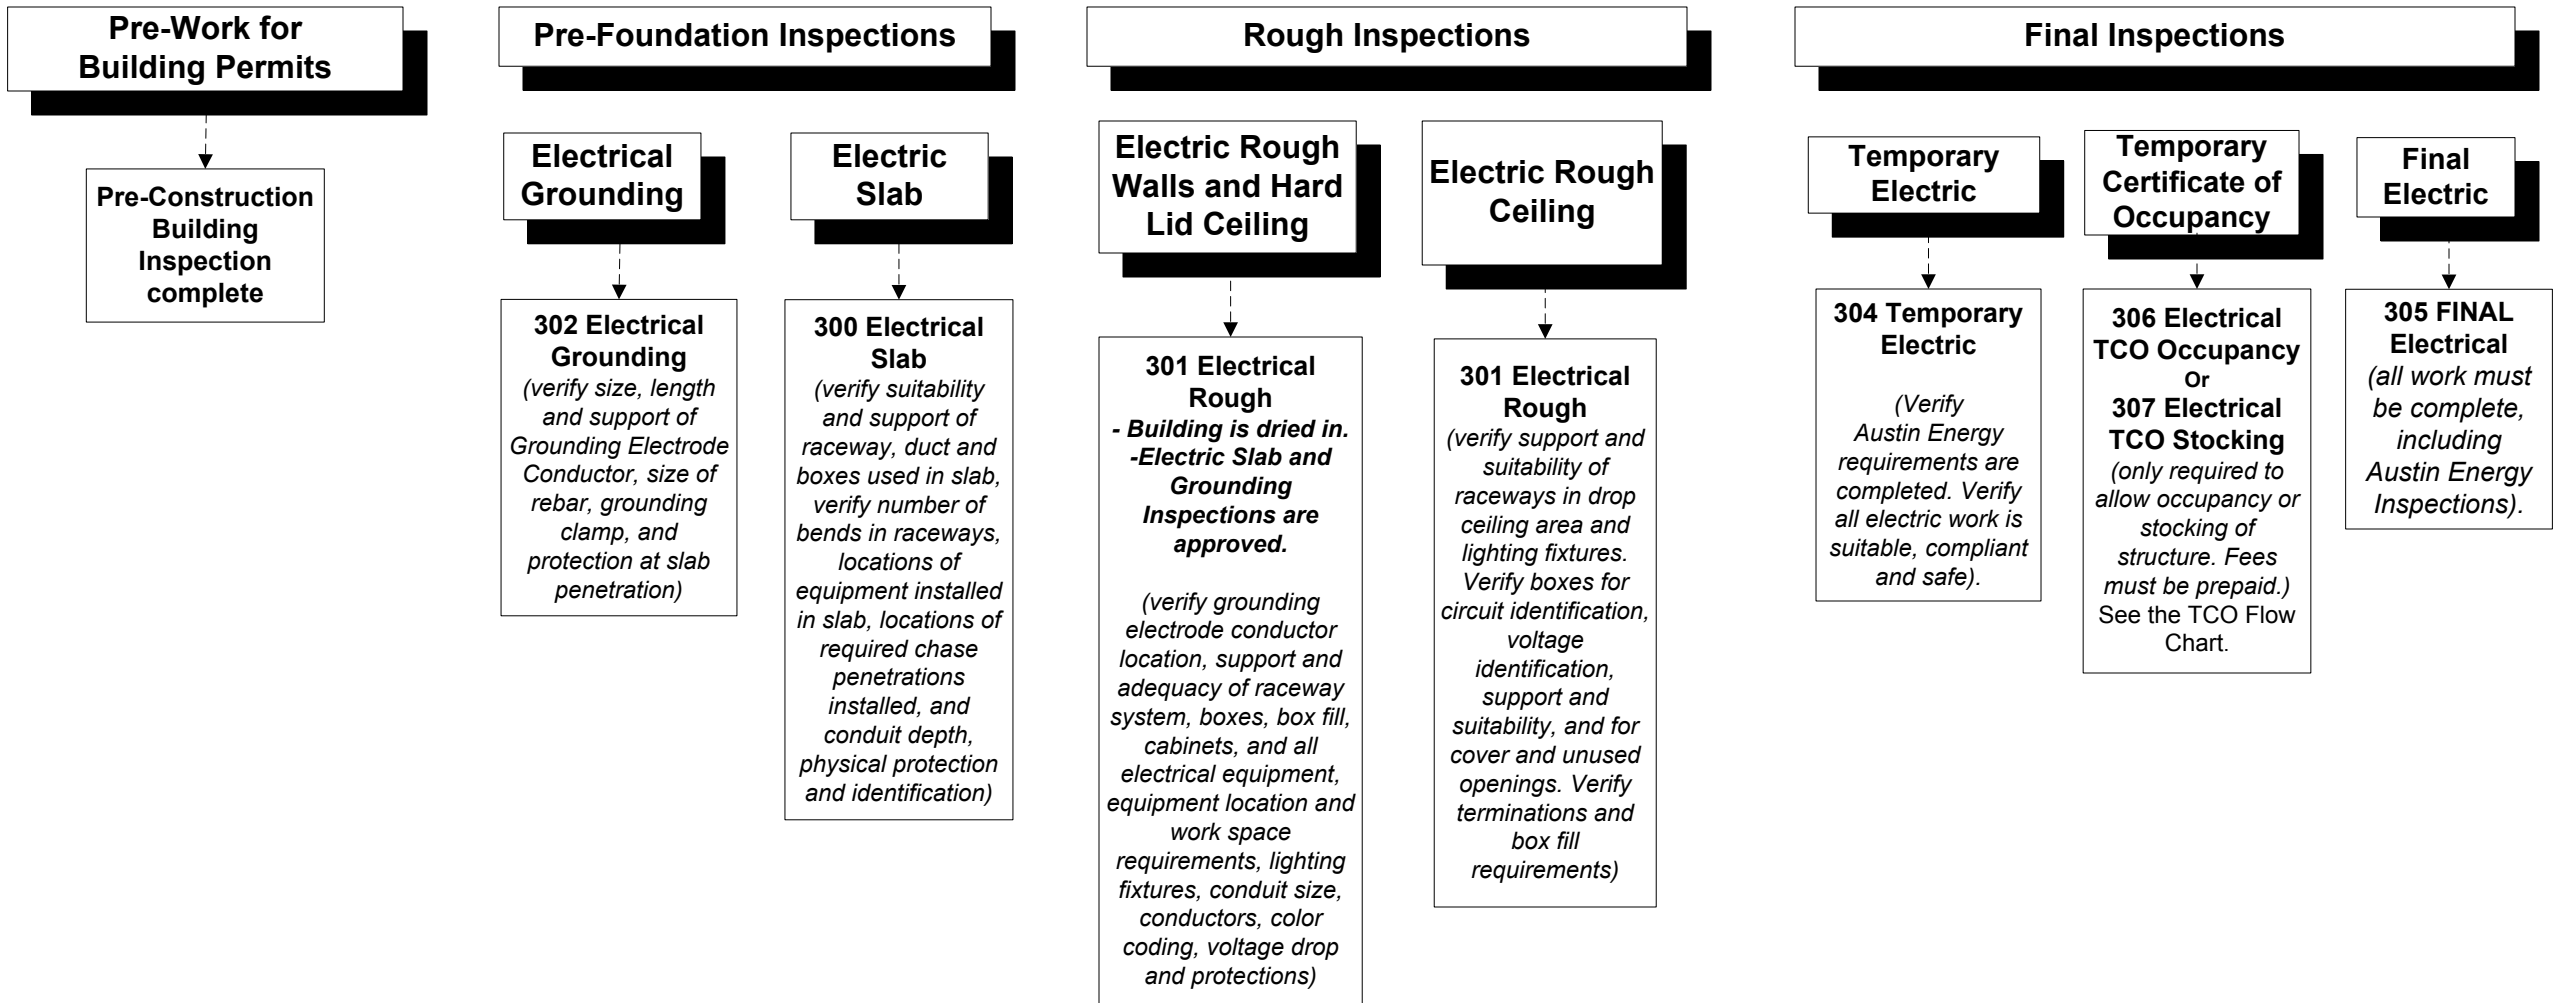 Pre-Work for
Building Permits
Pre-Construction
Building
Inspection
complete
Pre-Foundation Inspections
Electrical
Grounding
302 Electrical
Grounding
(verify size, length
and support of
Grounding Electrode
Conductor, size of
rebar, grounding
clamp, and
protection at slab
penetration)
Electric
Slab
300 Electrical
Slab
(verify suitability
and support of
raceway, duct and
boxes used in slab,
verify number of
bends in raceways,
locations of
equipment installed
in slab, locations of
required chase
penetrations
installed, and
conduit depth,
physical protection
and identification)
Rough Inspections
Electric Rough
Walls and Hard
Lid Ceiling
301 Electrical
Rough
- Building is dried in.
-Electric Slab and
Grounding
Inspections are
approved.
(verify grounding
electrode conductor
location, support and
adequacy of raceway
system, boxes, box fill,
cabinets, and all
electrical equipment,
equipment location and
work space
requirements, lighting
fixtures, conduit size,
conductors, color
coding, voltage drop
and protections)
Electric Rough
Ceiling
301 Electrical
Rough
(verify support and
suitability of
raceways in drop
ceiling area and
lighting fixtures.
Verify boxes for
circuit identification,
voltage
identification,
support and
suitability, and for
cover and unused
openings. Verify
terminations and
box fill
requirements)
Final Inspections
Temporary
Electric
304 Temporary
Electric
(Verify
Austin Energy
requirements are
completed. Verify
all electric work is
suitable, compliant
and safe).
Temporary
Certificate of
Occupancy
306 Electrical
TCO Occupancy
Or
307 Electrical
TCO Stocking
(only required to
allow occupancy or
stocking of
structure. Fees
must be prepaid.)
See the TCO Flow
Chart.
Final
Electric
305 FINAL
Electrical
(all work must
be complete,
including
Austin Energy
Inspections).